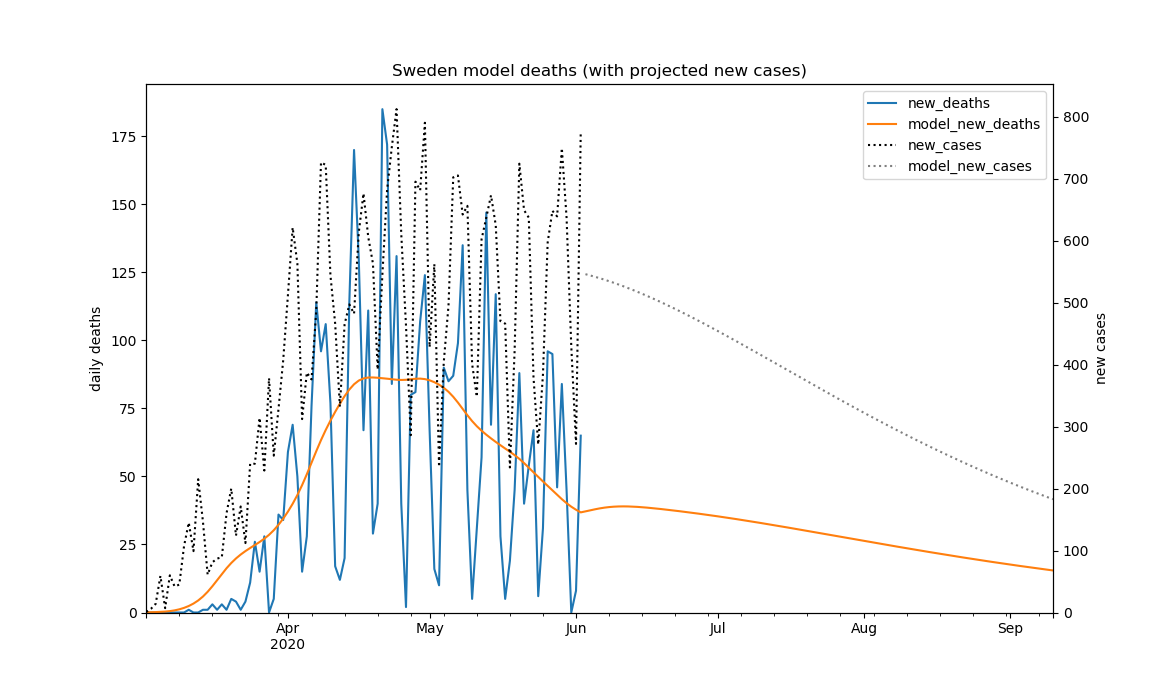 Sweden model deaths (with projected new cases)
new_deaths
model_new_deaths
new_cases
model_new_cases
daily deaths
175
150
125
100
75
50
25
0
new cases
800
700
600
500
400
300
200
100
0
Apr
2020
May
Jun
Jul
Aug
Sep